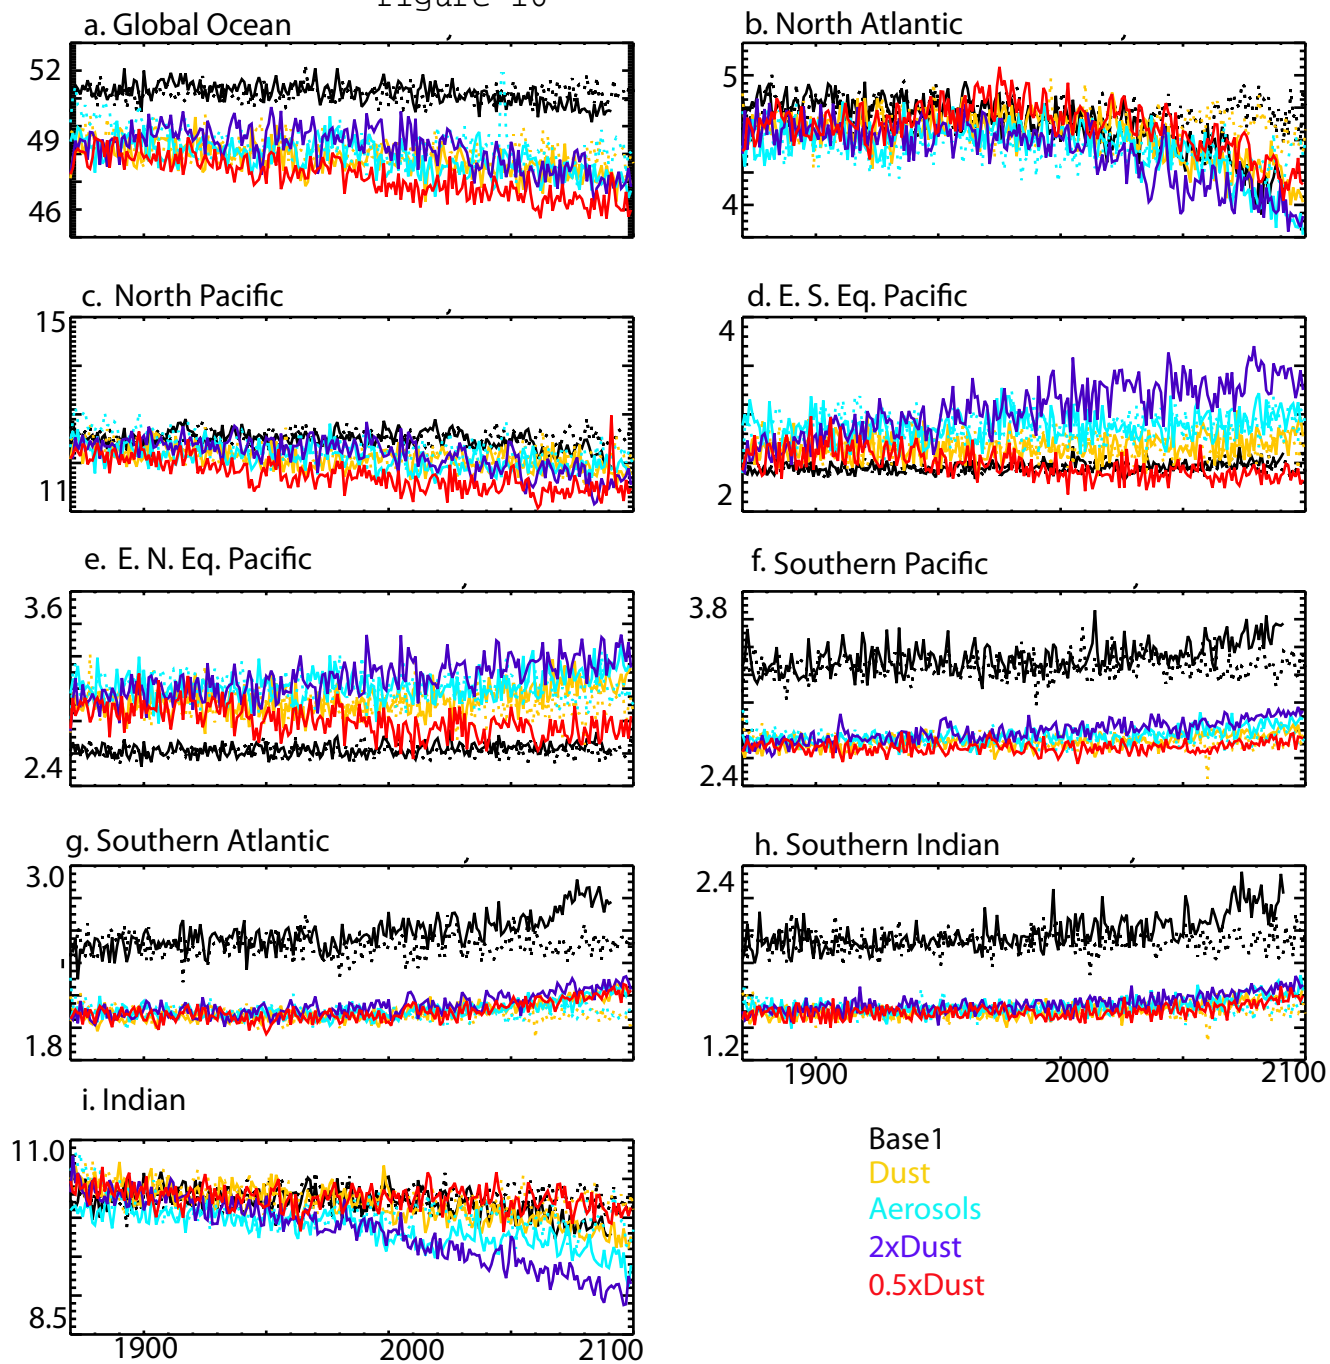 Figure 10
a. Global Ocean
52
49
46
b. North Atlantic
5
4
c. North Pacific
15
11
d. E. S. Eq. Pacific
4
2
e. E. N. Eq. Pacific
3.6
2.4
f. Southern Pacific
3.8
2.4
g. Southern Atlantic
3.0
1.8
h. Southern Indian
2.4
1.2
1900 2000 2100
i. Indian
11.0
8.5
1900 2000 2100
Base1
Dust
Aerosols
2xDust
0.5xDust